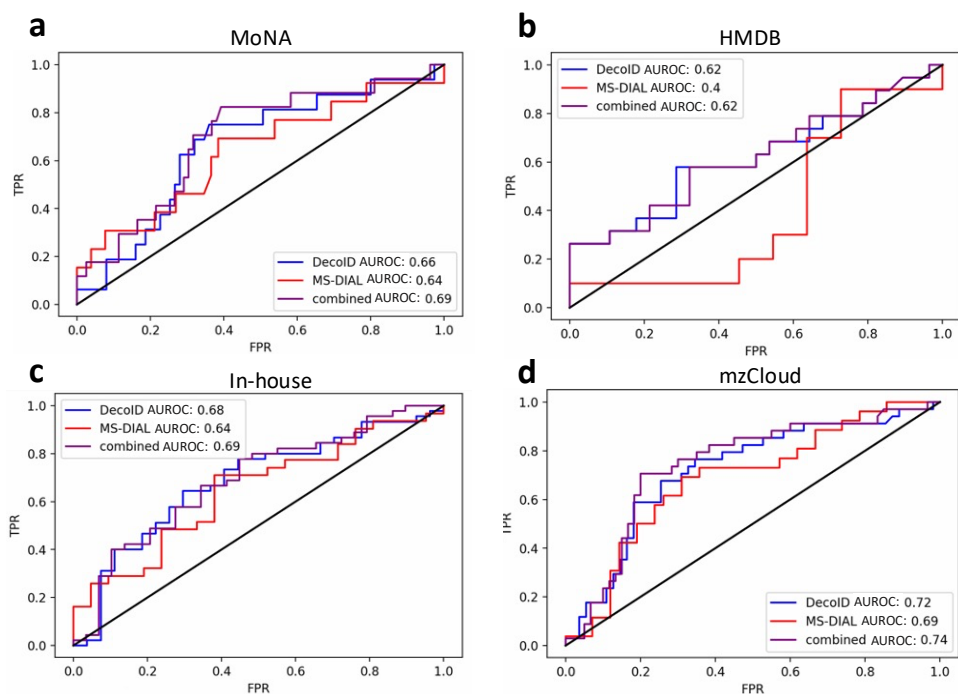 a
MoNA
1.0
0.8
0.6
0.4
0.2
0.0
TPR
0.0 0.2 0.4 0.6 0.8 1.0
FPR
DecoID AUROC: 0.66
MS-DIAL AUROC: 0.64
combined AUROC: 0.69
b
HMDB
DecoID AUROC: 0.62
MS-DIAL AUROC: 0.4
combined AUROC: 0.62
1.0
0.8
0.6
0.4
0.2
0.0
TPR
0.0 0.2 0.4 0.6 0.8 1.0
FPR
c
In-house
DecoID AUROC: 0.68
MS-DIAL AUROC: 0.64
combined AUROC: 0.69
1.0
0.8
0.6
0.4
0.2
0.0
TPR
0.0 0.2 0.4 0.6 0.8 1.0
FPR
d
mzCloud
1.0
0.8
0.6
0.4
0.2
0.0
TPR
0.0 0.2 0.4 0.6 0.8 1.0
FPR
DecoID AUROC: 0.72
MS-DIAL AUROC: 0.69
combined AUROC: 0.74